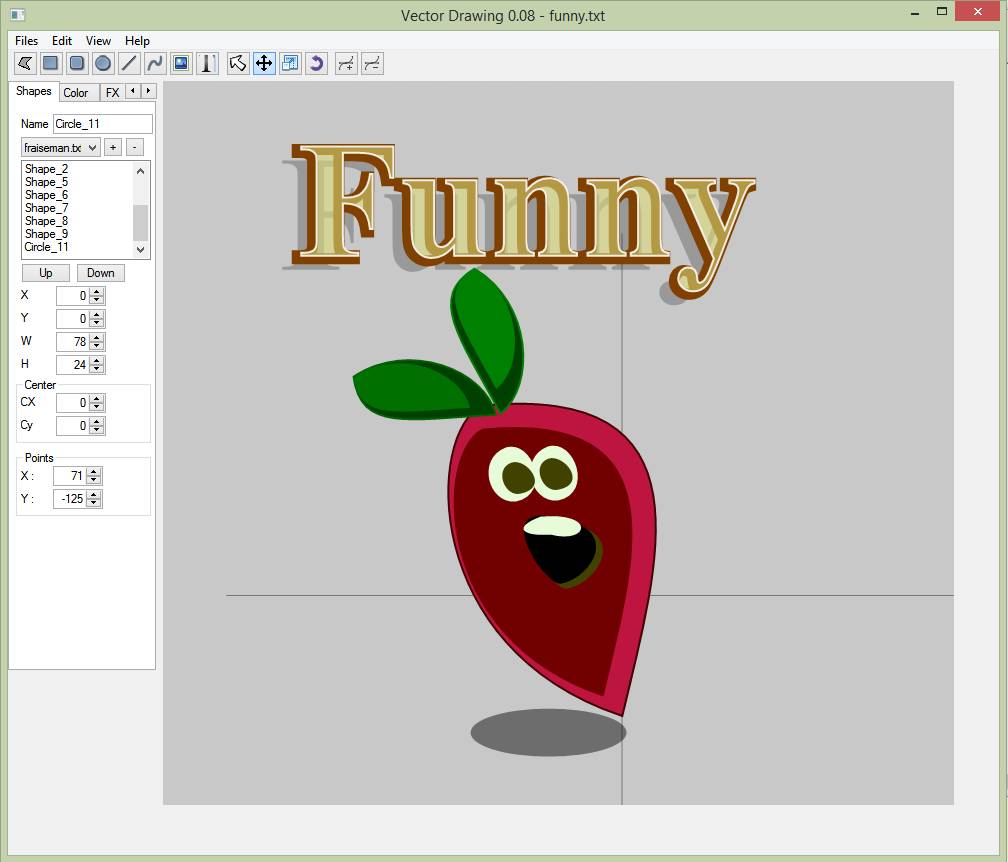 Vector Drawing 0.08 - funny.txt
Files Edit View Help
Shapes Color FX
Name Circle_11
fraiseman.txt + -
Shape_2
Shape_5
Shape_6
Shape_7
Shape_8
Shape_9
Circle_11
Up Down
X 0
Y 0
W 78
H 24
Center
CX 0
Cy 0
Points
X : 71
Y : -125
Funny